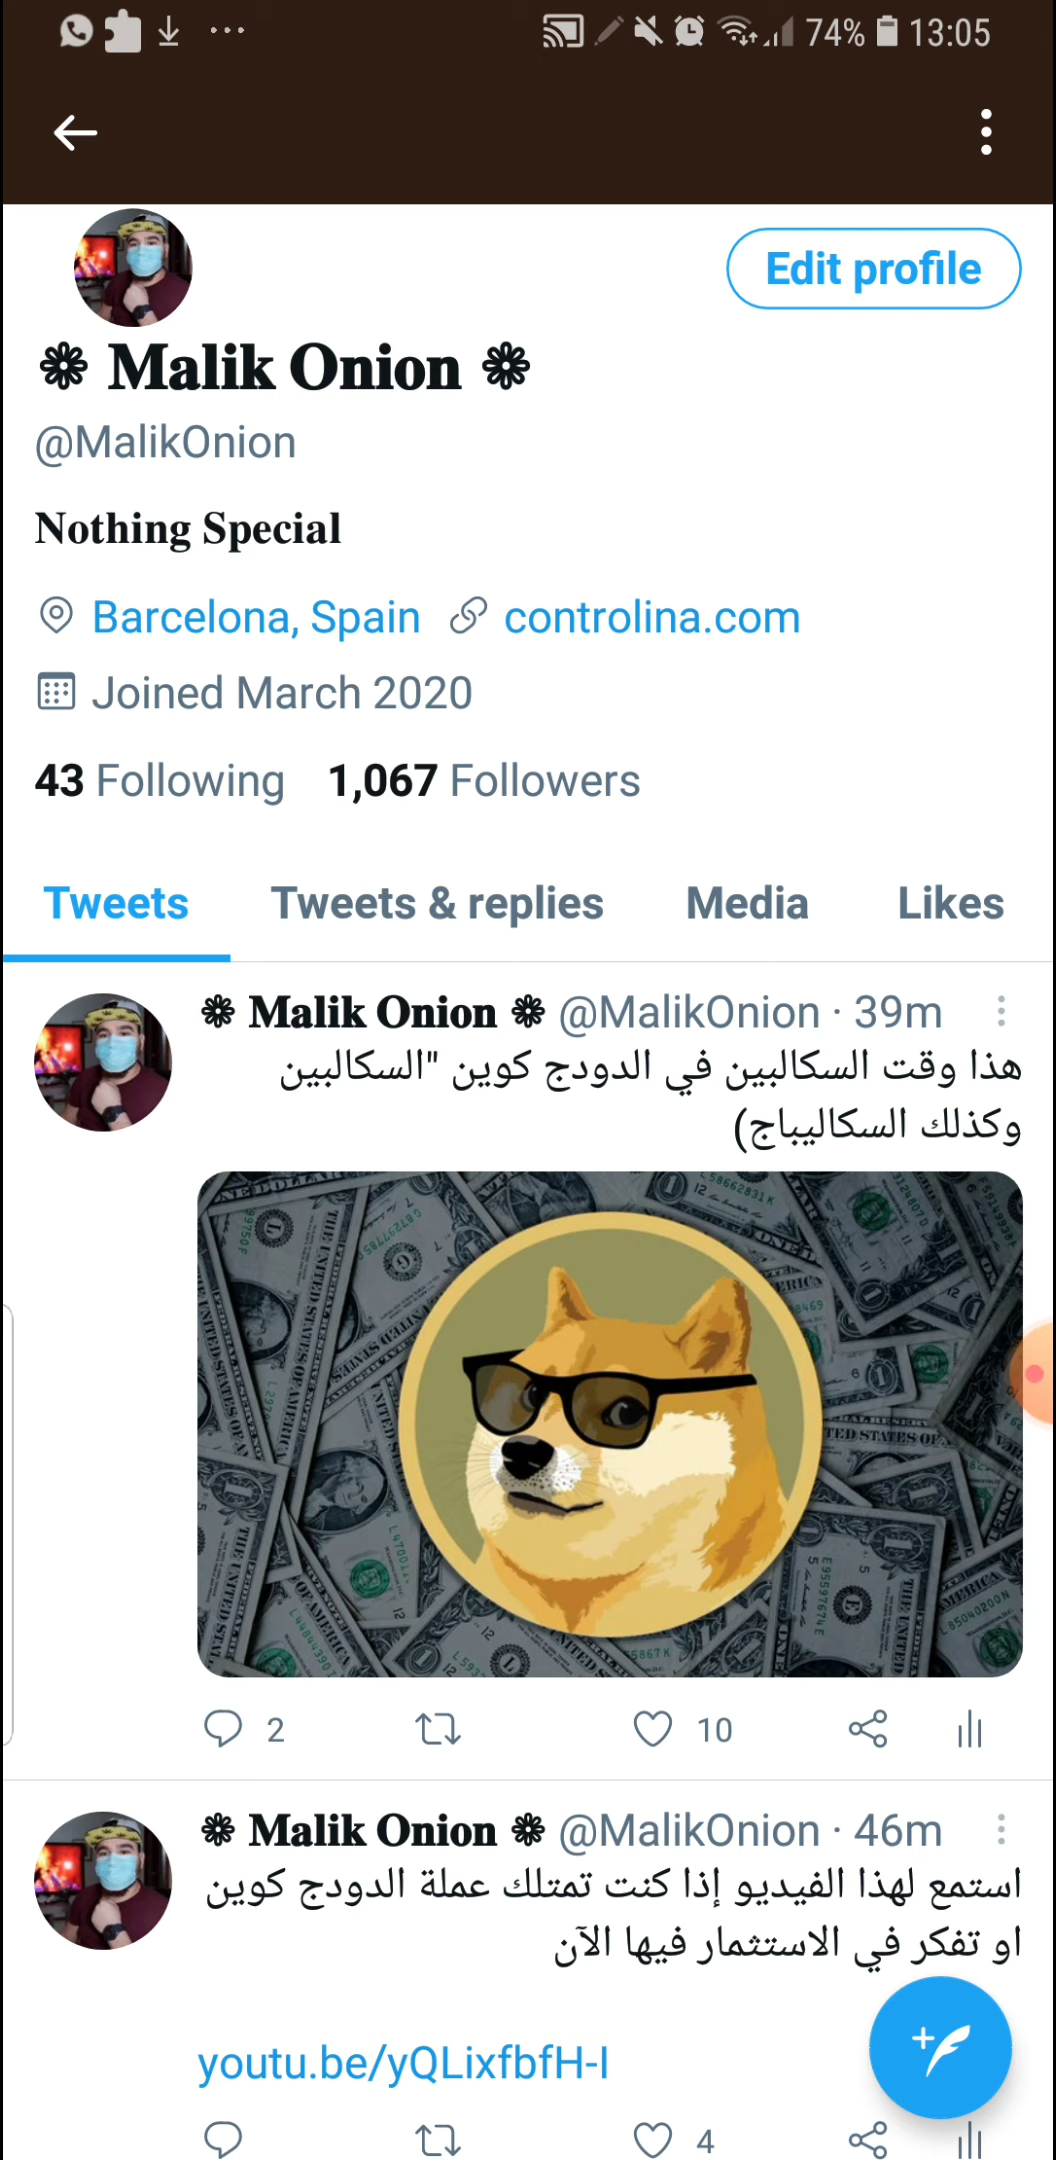 74% 13:05
Edit profile
❁ Malik Onion ❁
@MalikOnion
Nothing Special
Barcelona, Spain controlina.com
Joined March 2020
43 Following 1,067 Followers
Tweets Tweets & replies Media Likes
❁ Malik Onion ❁ @MalikOnion · 39m
هذا وقت السكالبين في الدودج كوين "السكالبين
وكذلك السكاليباج)
2 10
❁ Malik Onion ❁ @MalikOnion · 46m
استمع لهذا الفيديو إذا كنت تمتلك عملة الدودج كوين
او تفكر في الاستثمار فيها الآن
youtu.be/yQLixfbfH-I
4